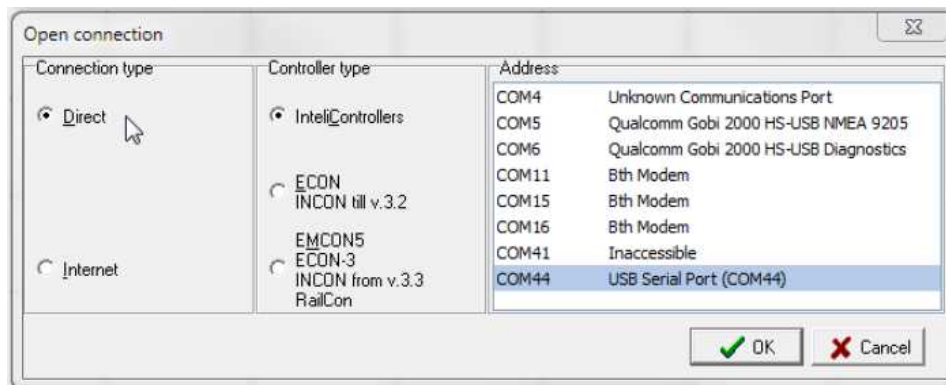 Open connection
Connection type
Direct
Internet
Controller type
InteliControllers
ECON
INCON till v.3.2
EMCON5
ECON-3
INCON from v.3.3
RailCon
Address
COM4 Unknown Communications Port
COM5 Qualcomm Gobi 2000 HS-USB NMEA 9205
COM6 Qualcomm Gobi 2000 HS-USB Diagnostics
COM11 Bth Modem
COM15 Bth Modem
COM16 Bth Modem
COM41 Inaccessible
COM44 USB Serial Port (COM44)
OK
Cancel